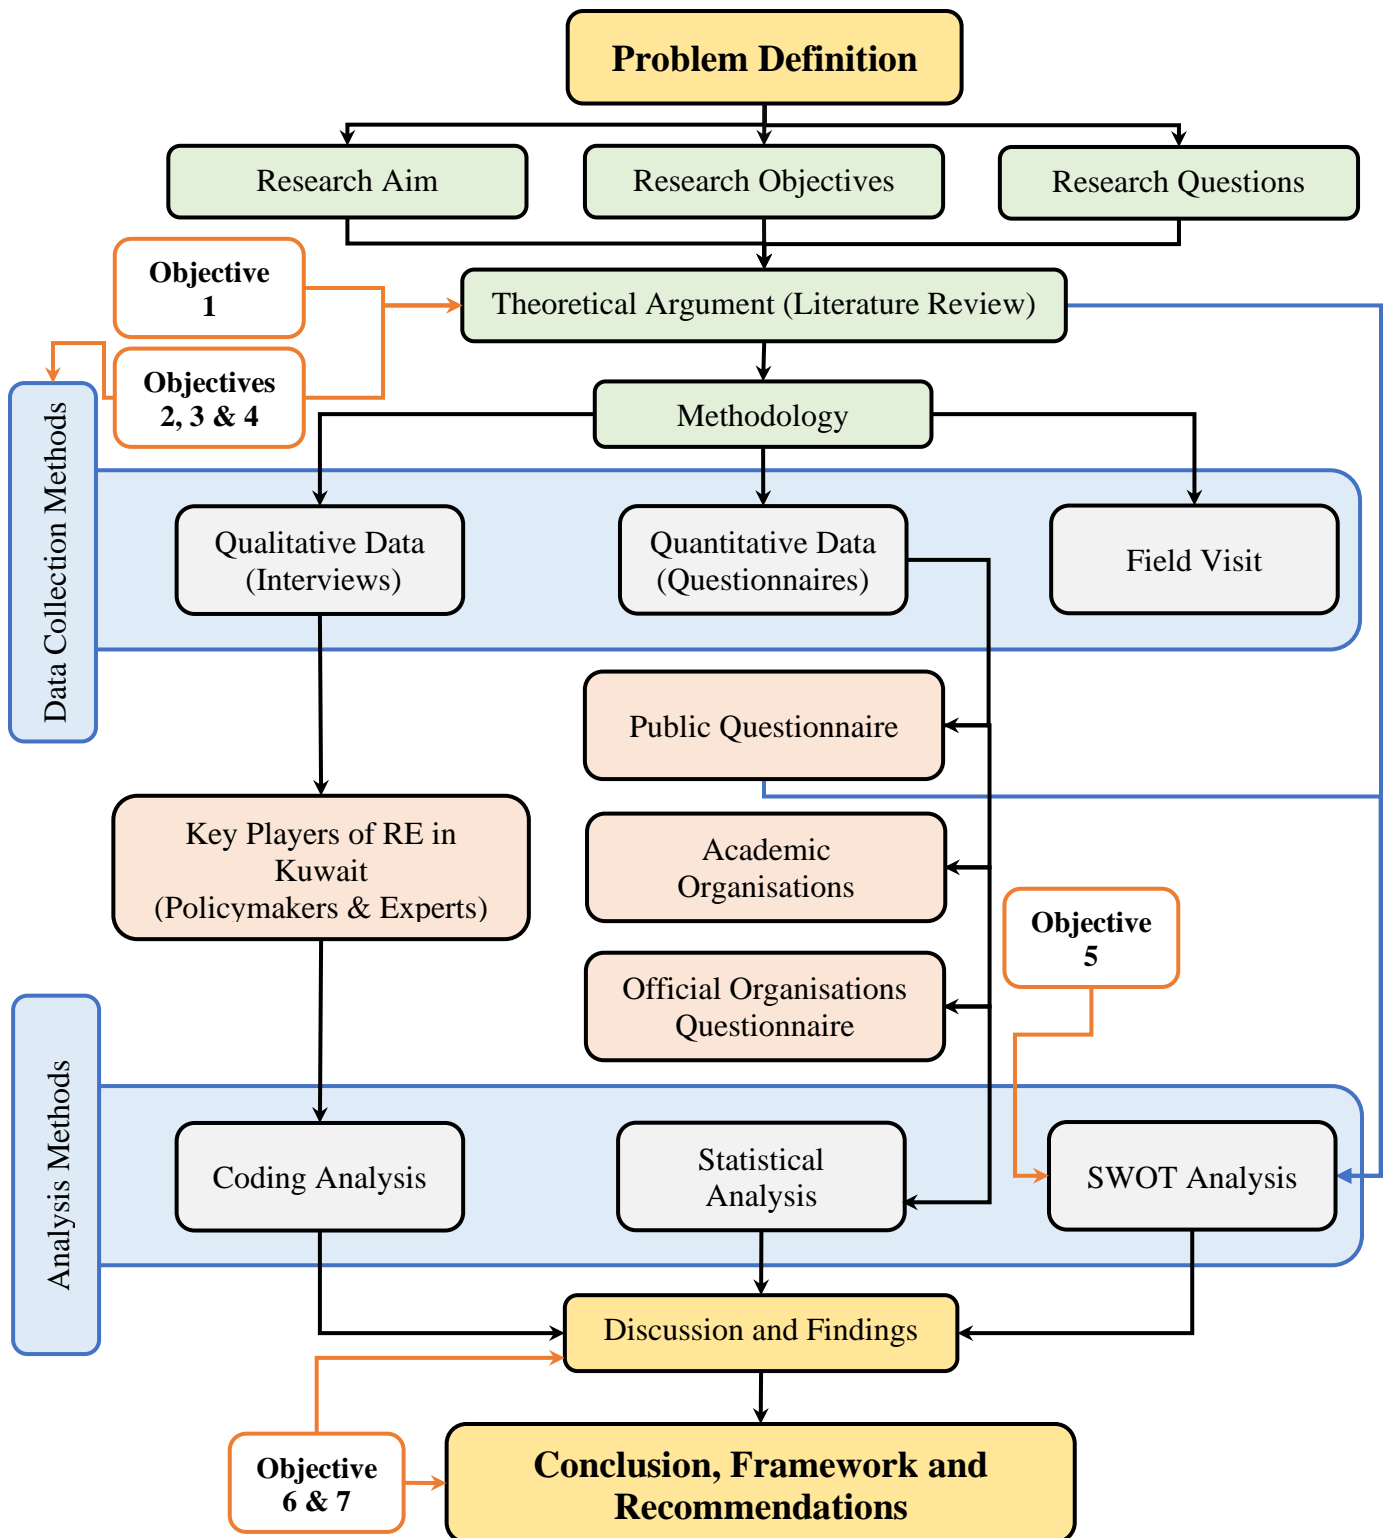 Problem Definition
Research Aim
Research Objectives
Research Questions
Objective
1
Theoretical Argument (Literature Review)
Objectives
2, 3 & 4
Methodology
Data Collection Methods
Qualitative Data
(Interviews)
Quantitative Data
(Questionnaires)
Field Visit
Public Questionnaire
Key Players of RE in
Kuwait
(Policymakers & Experts)
Academic
Organisations
Objective
5
Official Organisations
Questionnaire
Analysis Methods
Coding Analysis
Statistical
Analysis
SWOT Analysis
Discussion and Findings
Objective
6 & 7
Conclusion, Framework and
Recommendations